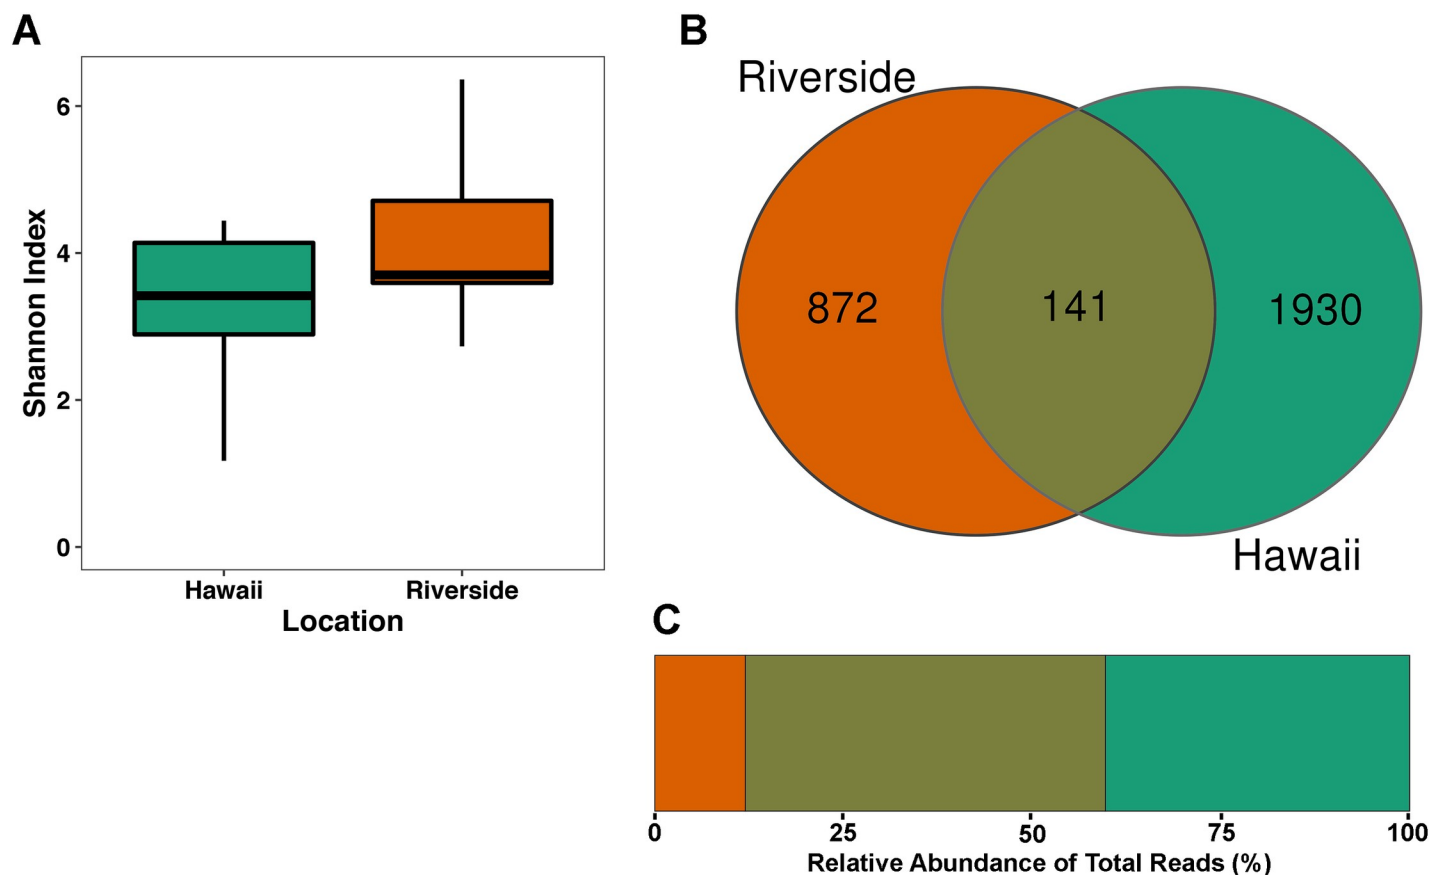 A
Shannon Index
6
4
2
0
Hawaii Riverside
Location
B
Riverside
872 141 1930
Hawaii
C
0 25 50 75 100
Relative Abundance of Total Reads (%)